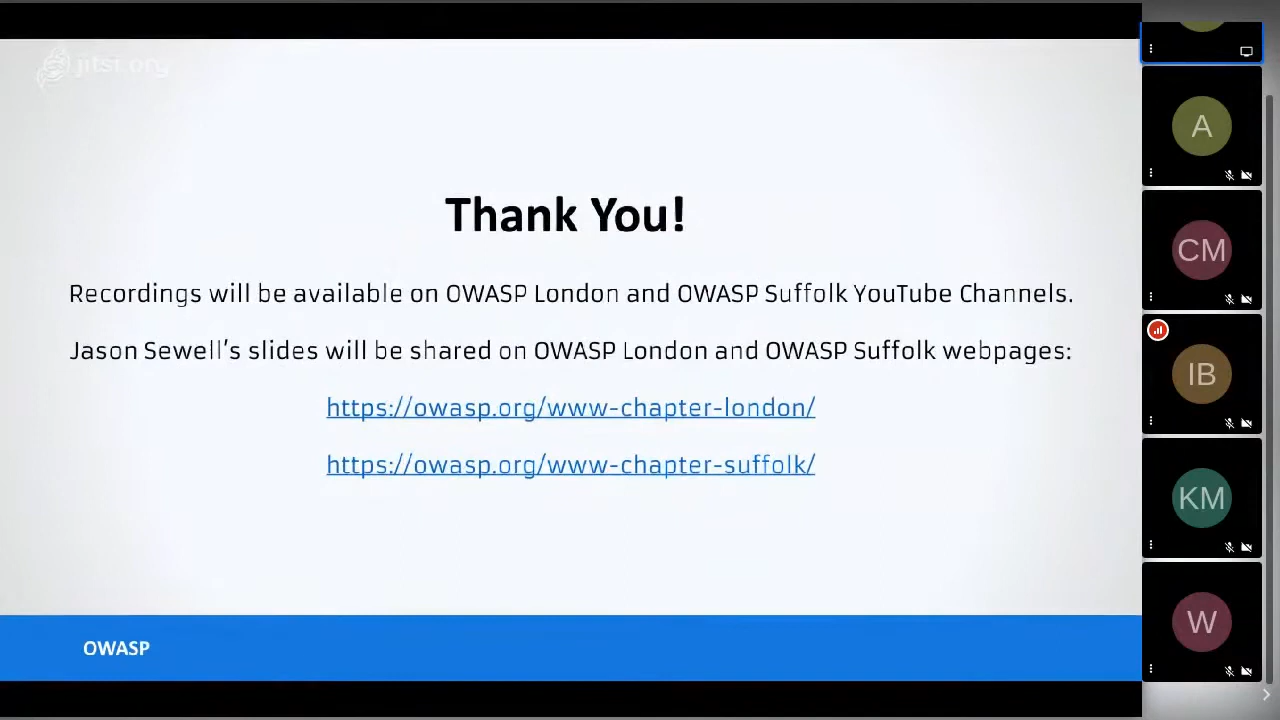 jitsi.org
Thank You!
Recordings will be available on OWASP London and OWASP Suffolk YouTube Channels.
Jason Sewell's slides will be shared on OWASP London and OWASP Suffolk webpages:
https://owasp.org/www-chapter-london/
https://owasp.org/www-chapter-suffolk/
OWASP
A
CM
IB
KM
W